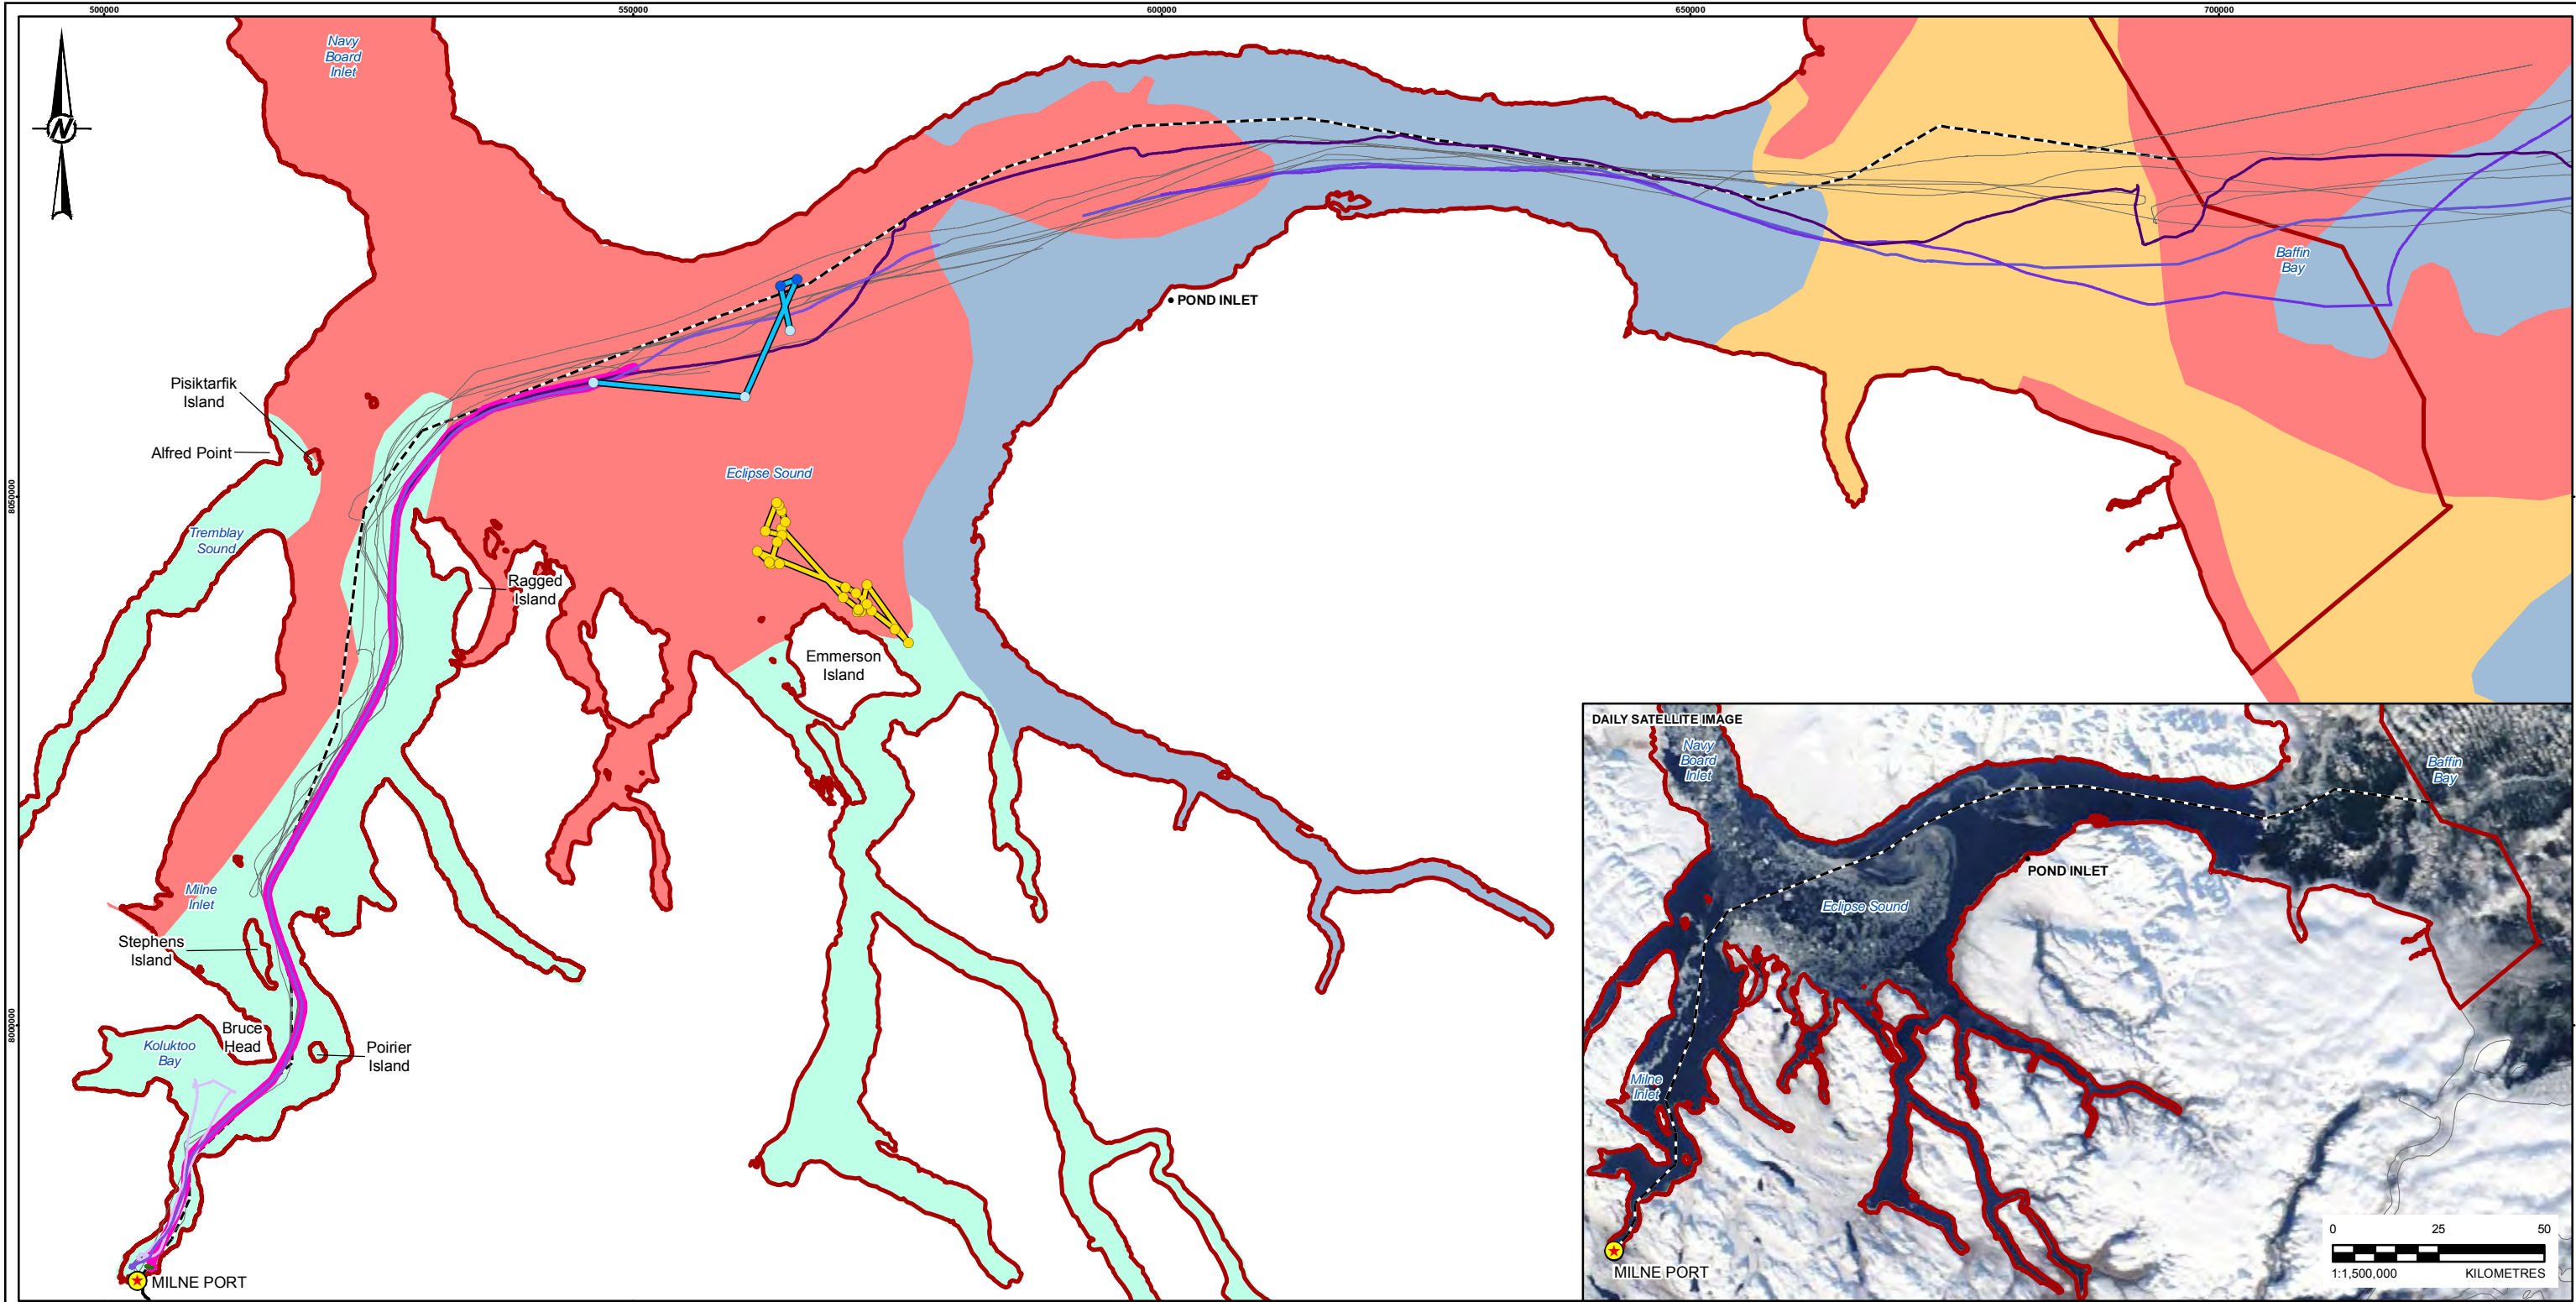 500000
550000
600000
650000
700000
Navy
Board
Inlet
N
Baffin
Bay
POND INLET
Pisiktarfik
Island
Alfred Point
Eclipse Sound
8050000
Tremblay
Sound
Ragged
Island
Emmerson
Island
Milne
Inlet
Stephens
Island
8000000
Bruce
Head
Koluktoo
Bay
Poirier
Island
MILNE PORT
DAILY SATELLITE IMAGE
Navy
Board
Inlet
Baffin
Bay
POND INLET
Eclipse Sound
Milne
Inlet
MILNE PORT
0 25 50
1:1,500,000 KILOMETRES